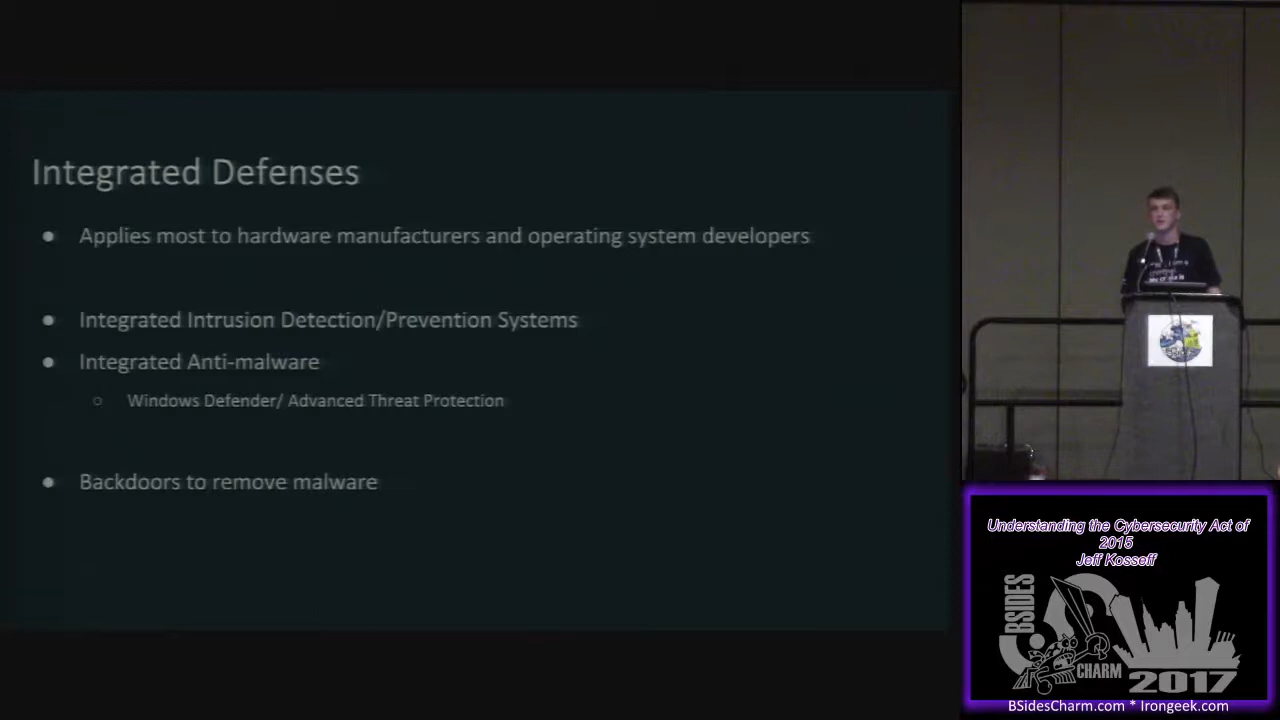 Integrated Defenses
● Applies most to hardware manufacturers and operating system developers
● Integrated Intrusion Detection/Prevention Systems
● Integrated Anti-malware
○ Windows Defender/ Advanced Threat Protection
● Backdoors to remove malware
Understanding the Cybersecurity Act of
2015
Jeff Kosseff
BSIDES
CHARM
2017
BSidesCharm.com * Irongeek.com